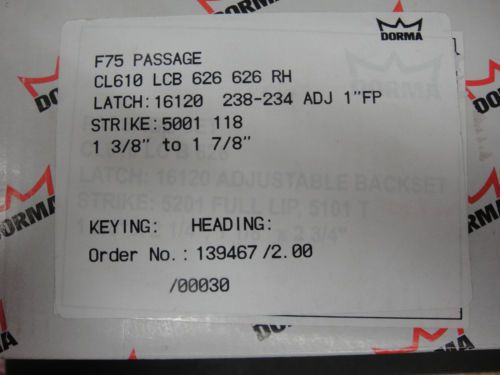 DORMA
F75 PASSAGE
CL610 LCB 626 626 RH
LATCH:16120 238-234 ADJ 1"FP
STRIKE:5001 118
1 3/8" to 1 7/8"
LATCH: 16120 ADJUSTABLE BACKSET
STRIKE: 5201 FULL LIP, 5101 T
KEYING: HEADING:
Order No.: 139467/2.00
/00030
DORMA
DORMA
DORMA